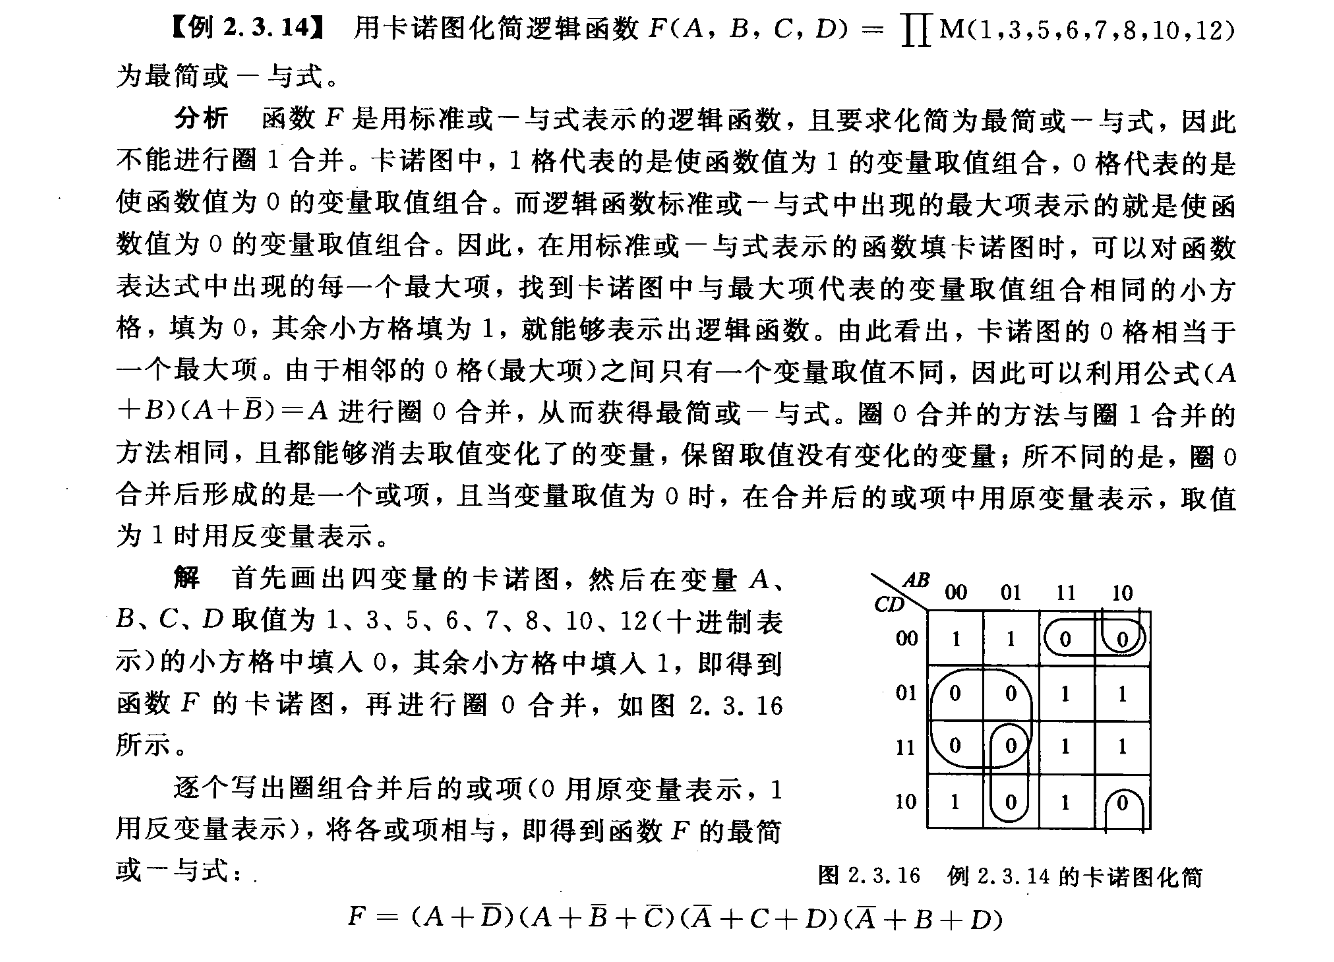 【例 2.3.14】 用卡诺图化简逻辑函数 F(A, B, C, D) = ∏ M(1,3,5,6,7,8,10,12)
为最简或一与式。
分析 函数 F 是用标准或一与式表示的逻辑函数，且要求化简为最简或一与式，因此
不能进行圈 1 合并。卡诺图中，1 格代表的是使函数值为 1 的变量取值组合，0 格代表的是
使函数值为 0 的变量取值组合。而逻辑函数标准或一与式中出现的最大项表示的就是使函
数值为 0 的变量取值组合。因此，在用标准或一与式表示的函数填卡诺图时，可以对函数
表达式中出现的每一个最大项，找到卡诺图中与最大项代表的变量取值组合相同的小方
格，填为 0，其余小方格填为 1，就能够表示出逻辑函数。由此看出，卡诺图的 0 格相当于
一个最大项。由于相邻的 0 格(最大项)之间只有一个变量取值不同，因此可以利用公式(A
+B)(A+B̅)=A 进行圈 0 合并，从而获得最简或一与式。圈 0 合并的方法与圈 1 合并的
方法相同，且都能够消去取值变化了的变量，保留取值没有变化的变量；所不同的是，圈 0
合并后形成的是一个或项，且当变量取值为 0 时，在合并后的或项中用原变量表示，取值
为 1 时用反变量表示。
解 首先画出四变量的卡诺图，然后在变量 A、
B、C、D 取值为 1、3、5、6、7、8、10、12(十进制表
示)的小方格中填入 0，其余小方格中填入 1，即得到
函数 F 的卡诺图，再进行圈 0 合并，如图 2.3.16
所示。
逐个写出圈组合并后的或项(0 用原变量表示，1
用反变量表示)，将各或项相与，即得到函数 F 的最简
或一与式：
AB
CD
00 01 11 10
00 1 1 0 0
01 0 0 1 1
11 0 0 1 1
10 1 0 1 0
图 2.3.16 例 2.3.14 的卡诺图化简
F = (A+D̅)(A+B̅+C̅)(A̅+C+D)(A̅+B+D)